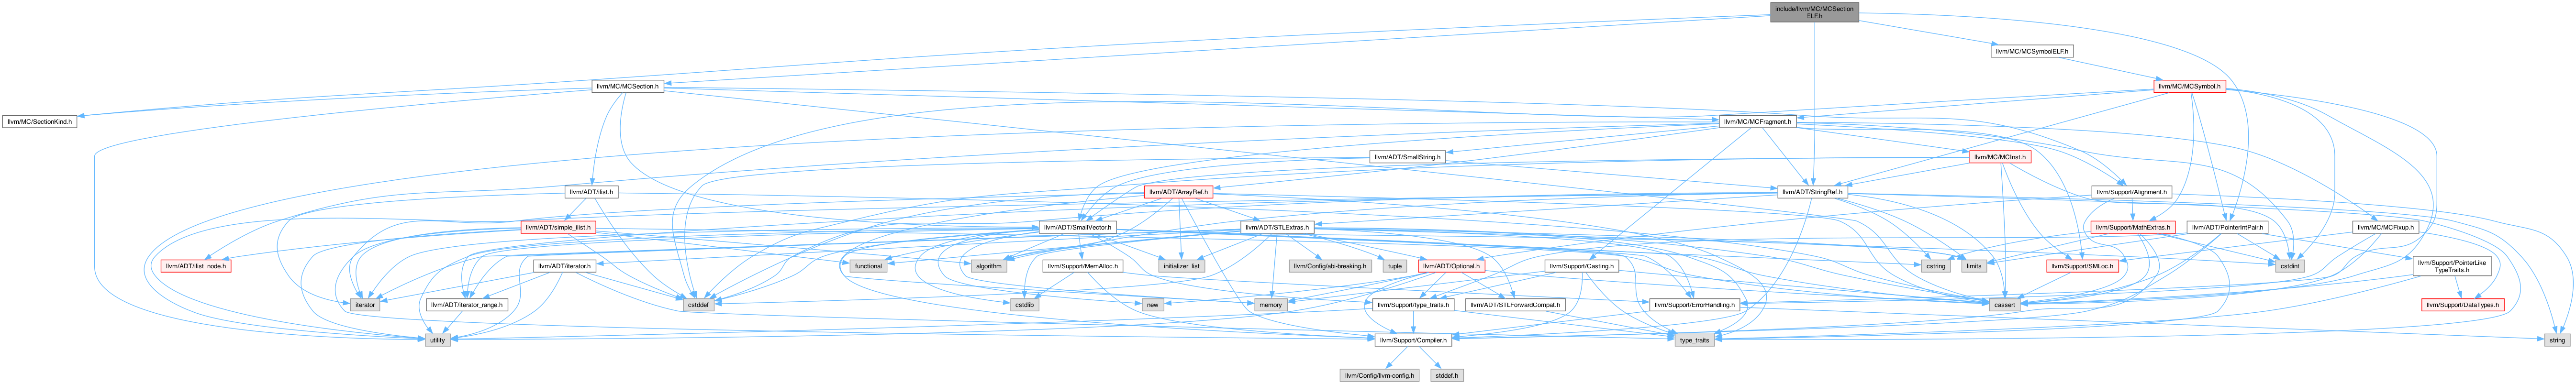 include/llvm/MC/MCSection
ELF.h
llvm/MC/MCSymbolELF.h
llvm/MC/MCSection.h
llvm/MC/MCSymbol.h
llvm/MC/SectionKind.h
llvm/MC/MCFragment.h
llvm/ADT/SmallString.h
llvm/MC/MCInst.h
llvm/ADT/ilist.h
llvm/ADT/ArrayRef.h
llvm/ADT/StringRef.h
llvm/Support/Alignment.h
llvm/ADT/simple_ilist.h
llvm/ADT/SmallVector.h
llvm/ADT/STLExtras.h
llvm/Support/MathExtras.h
llvm/ADT/PointerIntPair.h
llvm/MC/MCFixup.h
llvm/ADT/ilist_node.h
llvm/ADT/iterator.h
functional
algorithm
llvm/Support/MemAlloc.h
initializer_list
llvm/Config/abi-breaking.h
tuple
llvm/ADT/Optional.h
llvm/Support/Casting.h
cstring
limits
llvm/Support/SMLoc.h
cstdint
llvm/Support/PointerLike
TypeTraits.h
iterator
llvm/ADT/iterator_range.h
cstddef
cstdlib
new
memory
llvm/Support/type_traits.h
llvm/ADT/STLForwardCompat.h
llvm/Support/ErrorHandling.h
cassert
llvm/Support/DataTypes.h
utility
llvm/Support/Compiler.h
type_traits
string
llvm/Config/llvm-config.h
stddef.h